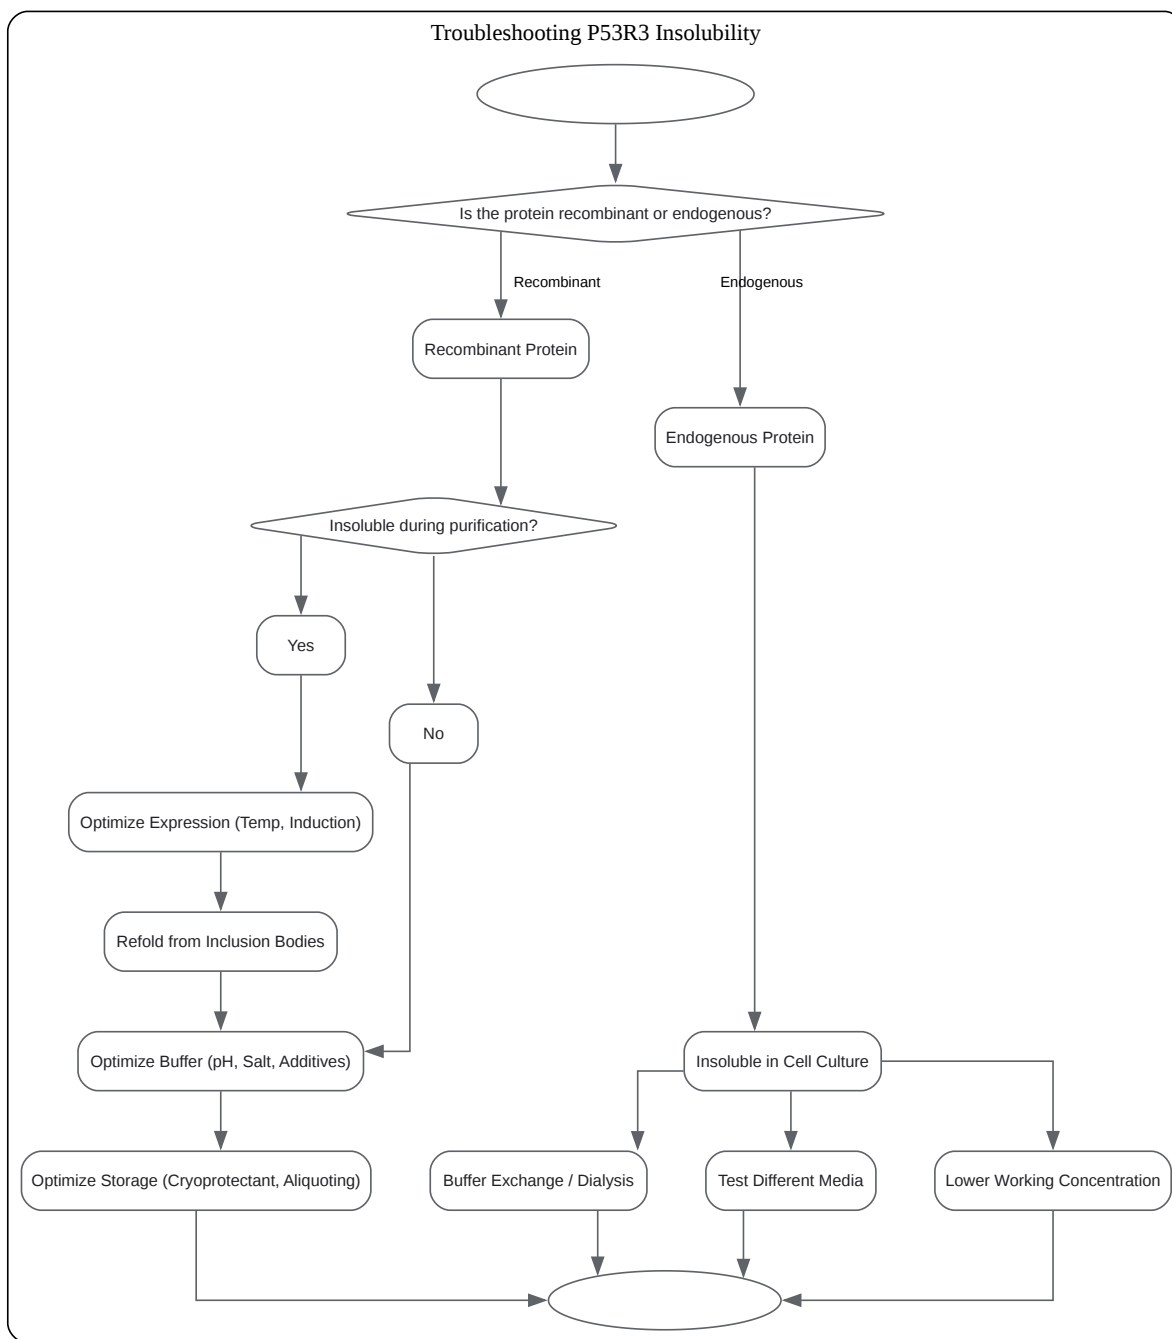 Troubleshooting P53R3 Insolubility
Is the protein recombinant or endogenous?
Recombinant
Endogenous
Recombinant Protein
Endogenous Protein
Insoluble during purification?
Yes
No
Optimize Expression (Temp, Induction)
Refold from Inclusion Bodies
Optimize Buffer (pH, Salt, Additives)
Insoluble in Cell Culture
Optimize Storage (Cryoprotectant, Aliquoting)
Buffer Exchange / Dialysis
Test Different Media
Lower Working Concentration